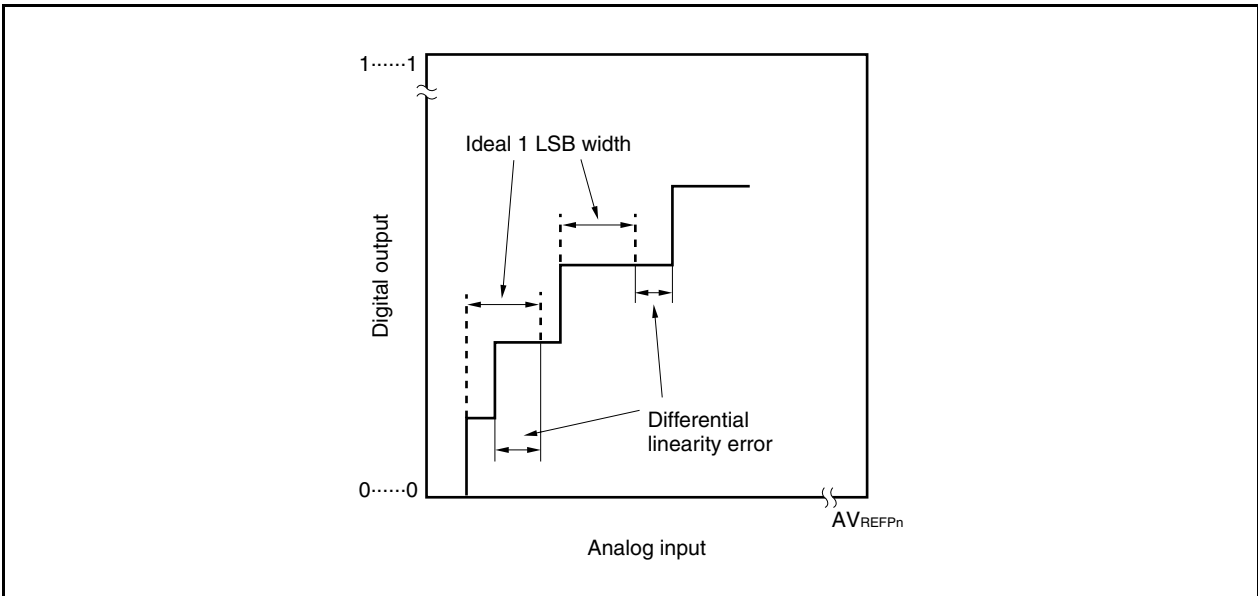 1······1
Ideal 1 LSB width
Digital output
Differential
linearity error
0······0
AVREFPn
Analog input